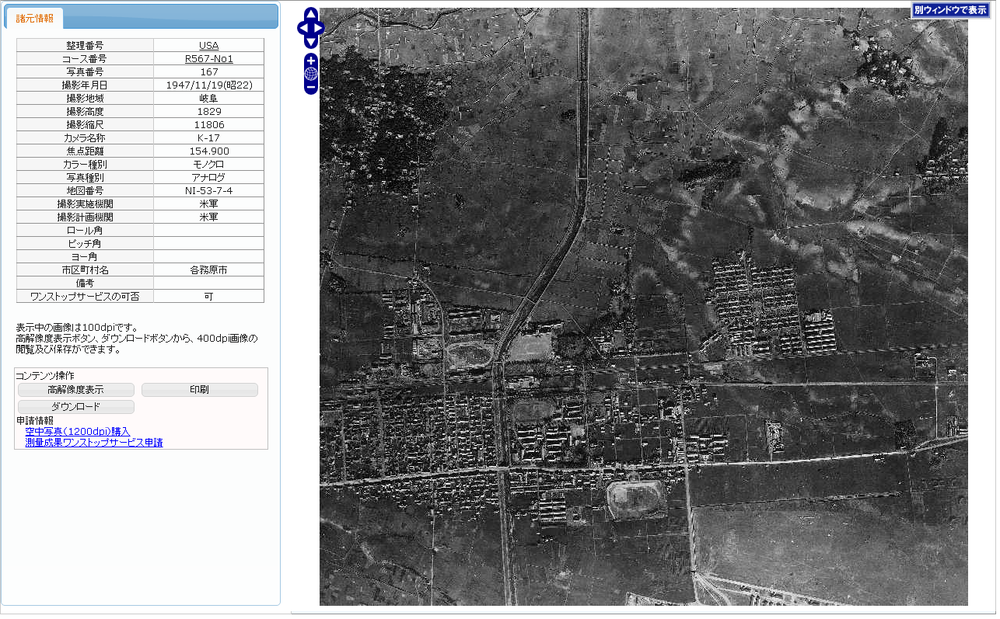 諸元情報
整理番号 USA
コース番号 R567-No1
写真番号 167
撮影年月日 1947/11/19(昭22)
撮影地域 岐阜
撮影高度 1829
撮影縮尺 11806
カメラ名称 K-17
焦点距離 154.900
カラー種別 モノクロ
写真種別 アナログ
地図番号 NI-53-7-4
撮影実施機関 米軍
撮影計画機関 米軍
ロール角
ピッチ角
ヨー角
市区町村名 各務原市
備考
ワンストップサービスの可否 可
表示中の画像は100dpiです。
高解像度表示ボタン、ダウンロードボタンから、400dpi画像の
閲覧及び保存ができます。
コンテンツ操作
高解像度表示 印刷
ダウンロード
申請情報
空中写真(1200dpi)購入
測量成果ワンストップサービス申請
別ウィンドウで表示